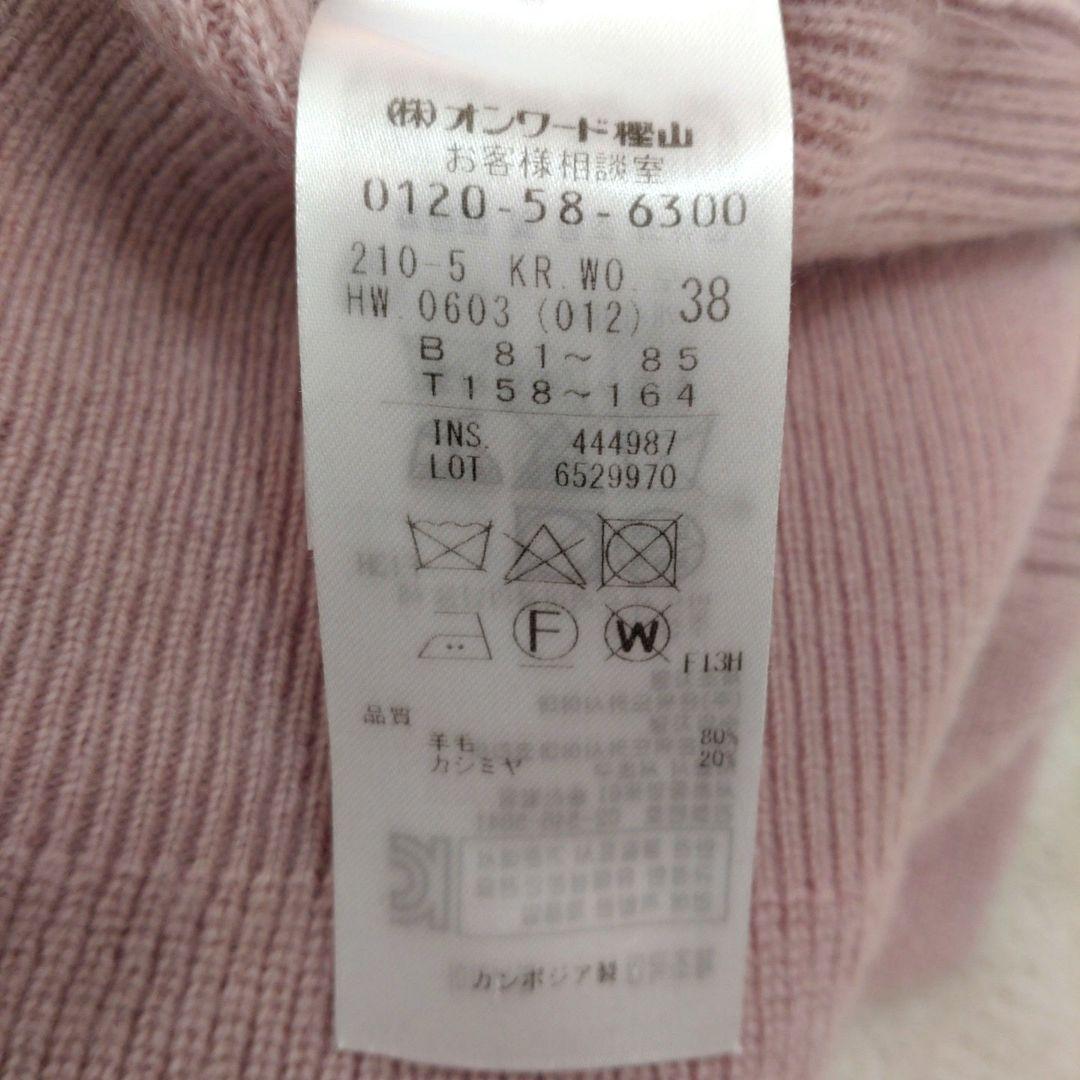 (株)オンワード樫山
お客様相談室
0120-58-6300
210-5 KR.WO. 38
HW.0603(012)
B 81～ 85
T158～164
INS. 444987
LOT 6529970
F
W
F13H
品質
羊毛 80%
カシミヤ 20%
カンボジア製